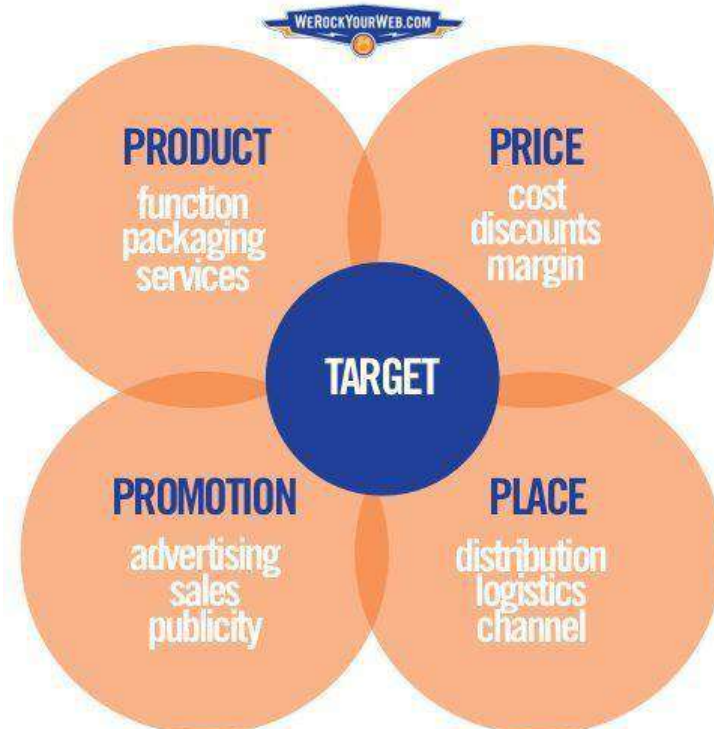 WEROCKYOURWEB.COM
PRODUCT
function
packaging
services
PRICE
cost
discounts
margin
TARGET
PROMOTION
advertising
sales
publicity
PLACE
distribution
logistics
channel